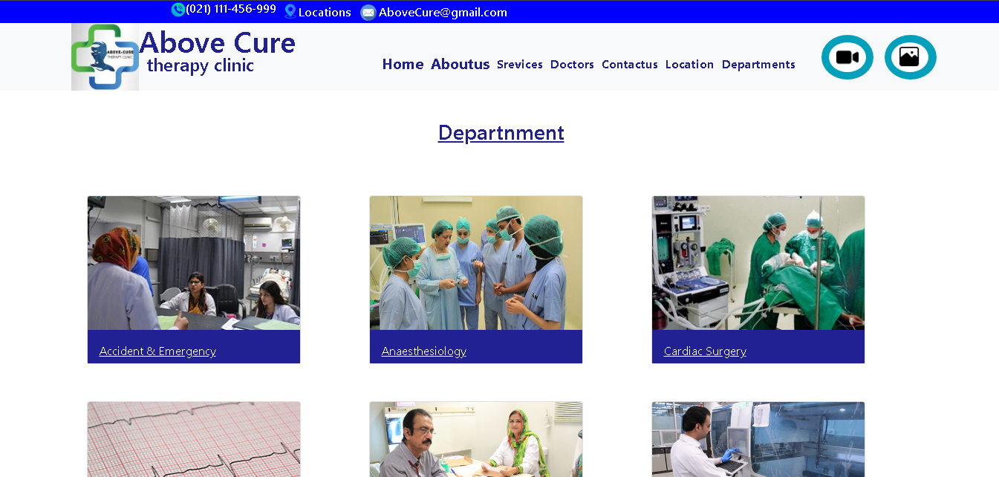 (021) 111-456-999 Locations AboveCure@gmail.com
ABOVE-CURE
THERAPY CLINIC
Above Cure
therapy clinic
Home Aboutus Srevices Doctors Contactus Location Departments
Departnment
Accident & Emergency
Anaesthesiology
Cardiac Surgery